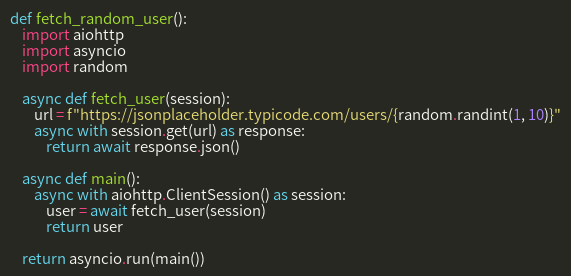 def fetch_random_user():
    import aiohttp
    import asyncio
    import random

    async def fetch_user(session):
        url = f"https://jsonplaceholder.typicode.com/users/{random.randint(1, 10)}"
        async with session.get(url) as response:
            return await response.json()

    async def main():
        async with aiohttp.ClientSession() as session:
            user = await fetch_user(session)
            return user

    return asyncio.run(main())